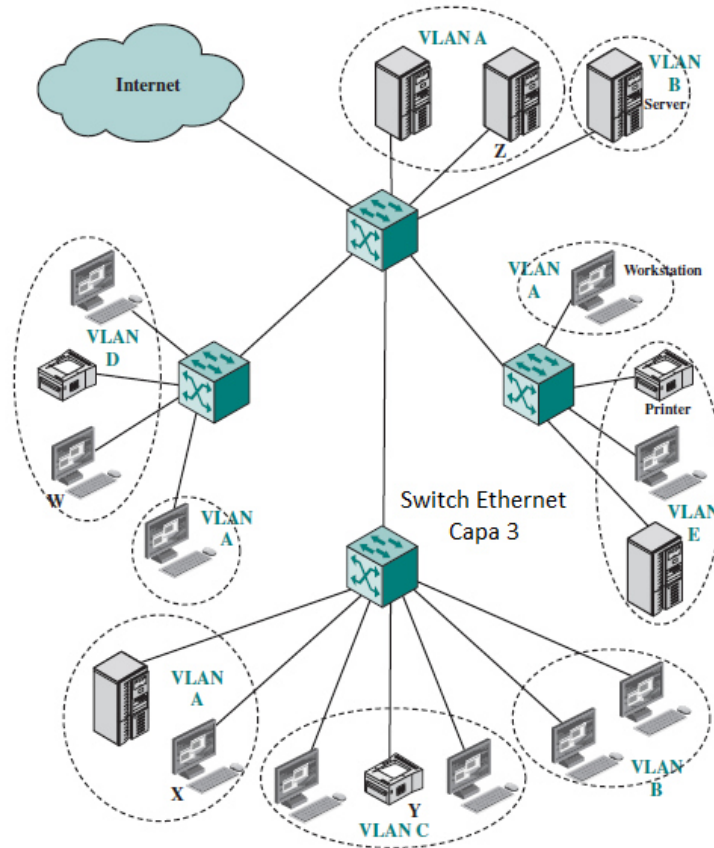 VLAN A
Internet
Z
VLAN
B
Server
VLAN
A
Workstation
VLAN
D
Printer
W
VLAN
A
Switch Ethernet
Capa 3
VLAN
E
VLAN
A
X
Y
VLAN C
VLAN
B